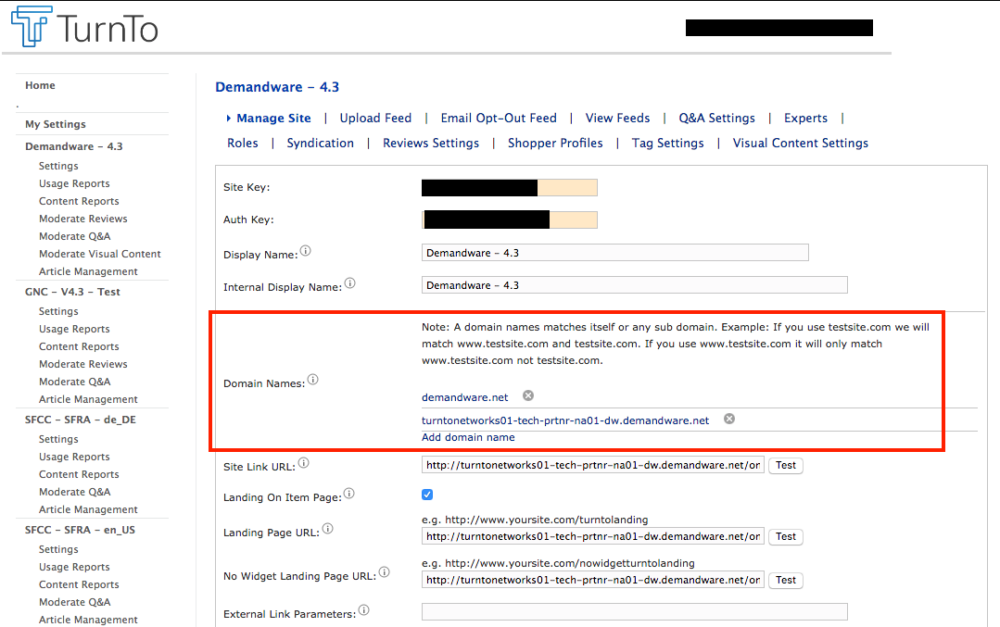 TurnTo
Home
.
My Settings
Demandware – 4.3
Settings
Usage Reports
Content Reports
Moderate Reviews
Moderate Q&A
Moderate Visual Content
Article Management
GNC – V4.3 – Test
Settings
Usage Reports
Content Reports
Moderate Reviews
Moderate Q&A
Article Management
SFCC – SFRA – de_DE
Settings
Usage Reports
Content Reports
Moderate Q&A
Article Management
SFCC – SFRA – en_US
Settings
Usage Reports
Content Reports
Moderate Q&A
Article Management
Demandware – 4.3
Manage Site | Upload Feed | Email Opt-Out Feed | View Feeds | Q&A Settings | Experts |
Roles | Syndication | Reviews Settings | Shopper Profiles | Tag Settings | Visual Content Settings
Site Key:
Auth Key:
Display Name: Demandware – 4.3
Internal Display Name: Demandware – 4.3
Note: A domain names matches itself or any sub domain. Example: If you use testsite.com we will
match www.testsite.com and testsite.com. If you use www.testsite.com it will only match
www.testsite.com not testsite.com.
Domain Names:
demandware.net
turntonetworks01-tech-prtnr-na01-dw.demandware.net
Add domain name
Site Link URL: http://turntonetworks01-tech-prtnr-na01-dw.demandware.net/or Test
Landing On Item Page:
e.g. http://www.yoursite.com/turntolanding
Landing Page URL: http://turntonetworks01-tech-prtnr-na01-dw.demandware.net/or Test
e.g. http://www.yoursite.com/nowidgetturntolanding
No Widget Landing Page URL: http://turntonetworks01-tech-prtnr-na01-dw.demandware.net/or Test
External Link Parameters: